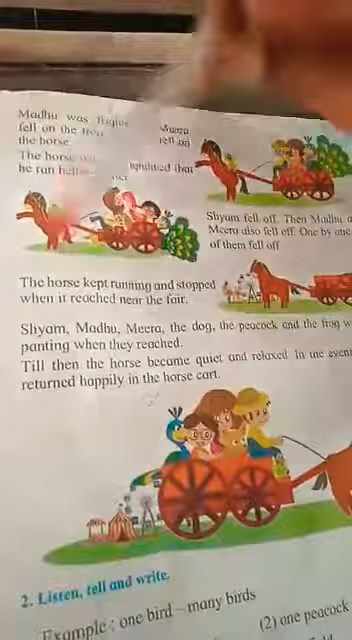 Madhu was
fell on the
the horse.
Meera
fell on
The horse
that
he ran
Shyam fell off. Then Madhu
Meera also fell off. One by one
of them fell off
The horse kept running and stopped
when it reached near the fair.
Shyam, Madhu, Meera, the dog, the peacock and the frog
panting when they reached.
Till then the horse became quiet and relaxed In the
returned happily in the horse cart.
2. Listen, tell and write.
Example : one bird – many birds
(2) one peacock